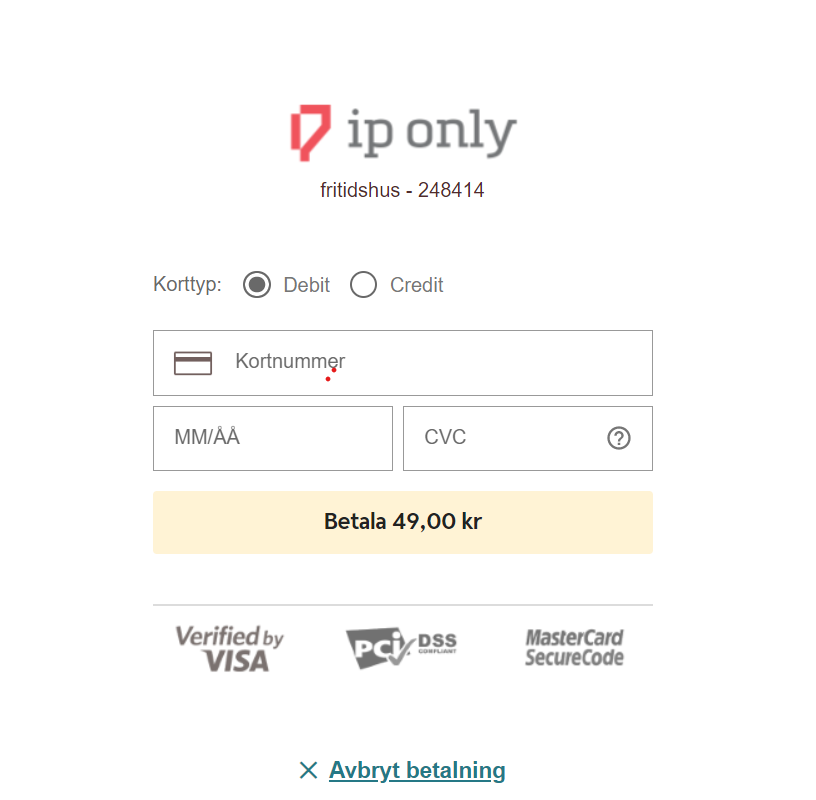 ip only
fritidshus - 248414
Korttyp: Debit Credit
Kortnummer
MM/ÅÅ CVC
Betala 49,00 kr
Verified by VISA PCI DSS COMPLIANT MasterCard SecureCode
Avbryt betalning